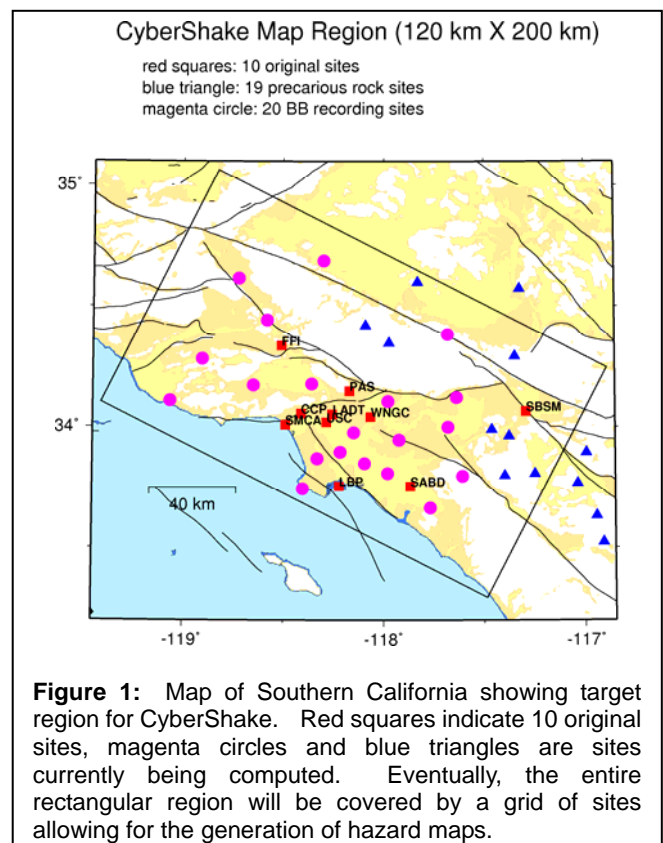 CyberShake Map Region (120 km X 200 km)
red squares: 10 original sites
blue triangle: 19 precarious rock sites
magenta circle: 20 BB recording sites
35°
FFI
PAS
CCP LADT WNGC
SBSM
34°
SMCA USC
LBP
SABD
40 km
-119°
-118°
-117°
Figure 1: Map of Southern California showing target
region for CyberShake. Red squares indicate 10 original
sites, magenta circles and blue triangles are sites
currently being computed. Eventually, the entire
rectangular region will be covered by a grid of sites
allowing for the generation of hazard maps.